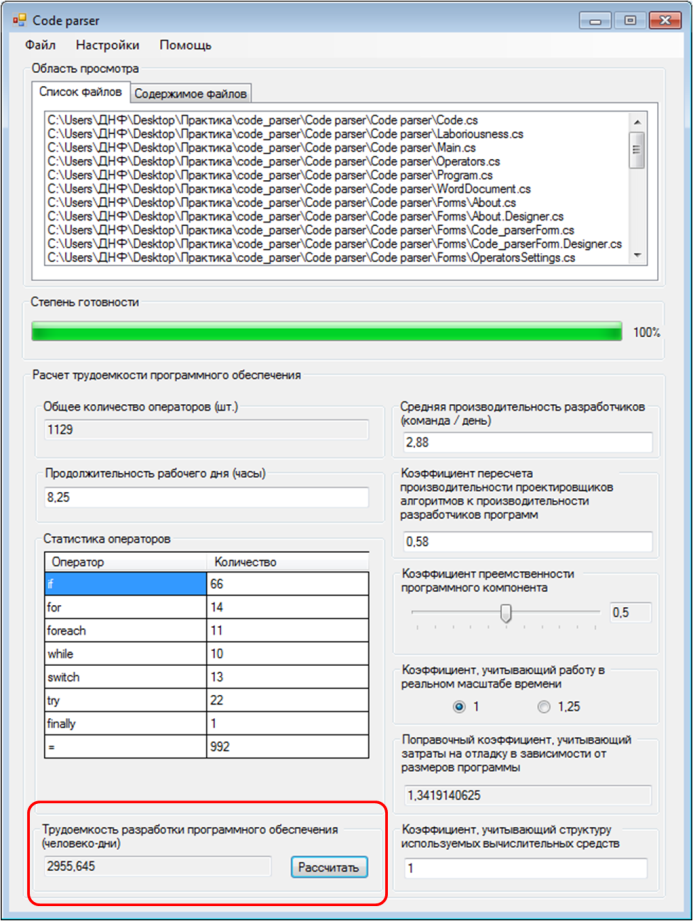 Code parser
Файл Настройки Помощь
Область просмотра
Список файлов Содержимое файлов
C:\Users\ДНФ\Desktop\Практика\code_parser\Code parser\Code parser\Code.cs
C:\Users\ДНФ\Desktop\Практика\code_parser\Code parser\Code parser\Laboriousness.cs
C:\Users\ДНФ\Desktop\Практика\code_parser\Code parser\Code parser\Main.cs
C:\Users\ДНФ\Desktop\Практика\code_parser\Code parser\Code parser\Operators.cs
C:\Users\ДНФ\Desktop\Практика\code_parser\Code parser\Code parser\Program.cs
C:\Users\ДНФ\Desktop\Практика\code_parser\Code parser\Code parser\WordDocument.cs
C:\Users\ДНФ\Desktop\Практика\code_parser\Code parser\Code parser\Forms\About.cs
C:\Users\ДНФ\Desktop\Практика\code_parser\Code parser\Code parser\Forms\About.Designer.cs
C:\Users\ДНФ\Desktop\Практика\code_parser\Code parser\Code parser\Forms\Code_parserForm.cs
C:\Users\ДНФ\Desktop\Практика\code_parser\Code parser\Code parser\Forms\Code_parserForm.Designer.cs
C:\Users\ДНФ\Desktop\Практика\code_parser\Code parser\Code parser\Forms\OperatorsSettings.cs
Степень готовности
100%
Расчет трудоемкости программного обеспечения
Общее количество операторов (шт.)
1129
Продолжительность рабочего дня (часы)
8,25
Статистика операторов
Оператор Количество
if 66
for 14
foreach 11
while 10
switch 13
try 22
finally 1
= 992
Трудоемкость разработки программного обеспечения
(человеко-дни)
2955,645 Рассчитать
Средняя производительность разработчиков
(команда / день)
2,88
Коэффициент пересчета
производительности проектировщиков
алгоритмов к производительности
разработчиков программ
0,58
Коэффициент преемственности
программного компонента
0,5
Коэффициент, учитывающий работу в
реальном масштабе времени
1 1,25
Поправочный коэффициент, учитывающий
затраты на отладку в зависимости от
размеров программы
1,3419140625
Коэффициент, учитывающий структуру
используемых вычислительных средств
1